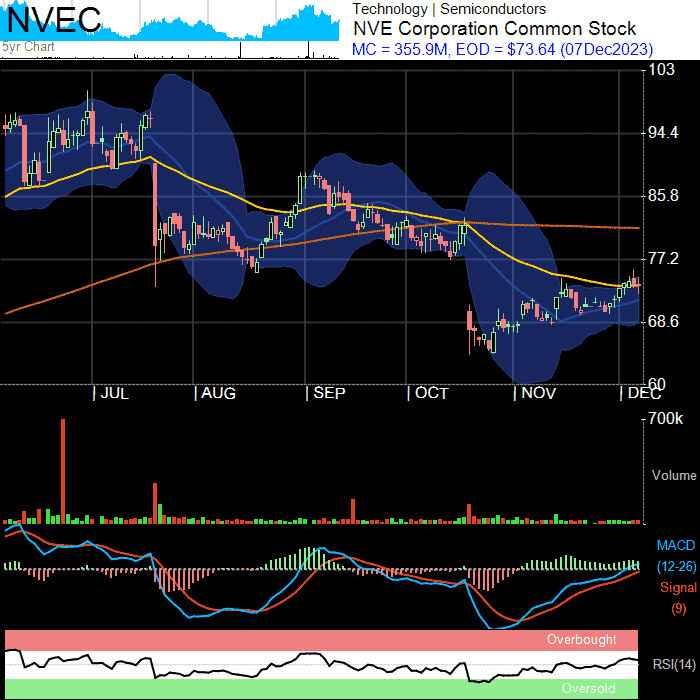 NVEC
5yr Chart
Technology | Semiconductors
NVE Corporation Common Stock
MC = 355.9M, EOD = $73.64 (07Dec2023)
103
94.4
85.8
77.2
68.6
60
JUL AUG SEP OCT NOV DEC
700k
Volume
MACD
(12-26)
Signal
(9)
Overbought
RSI(14)
Oversold